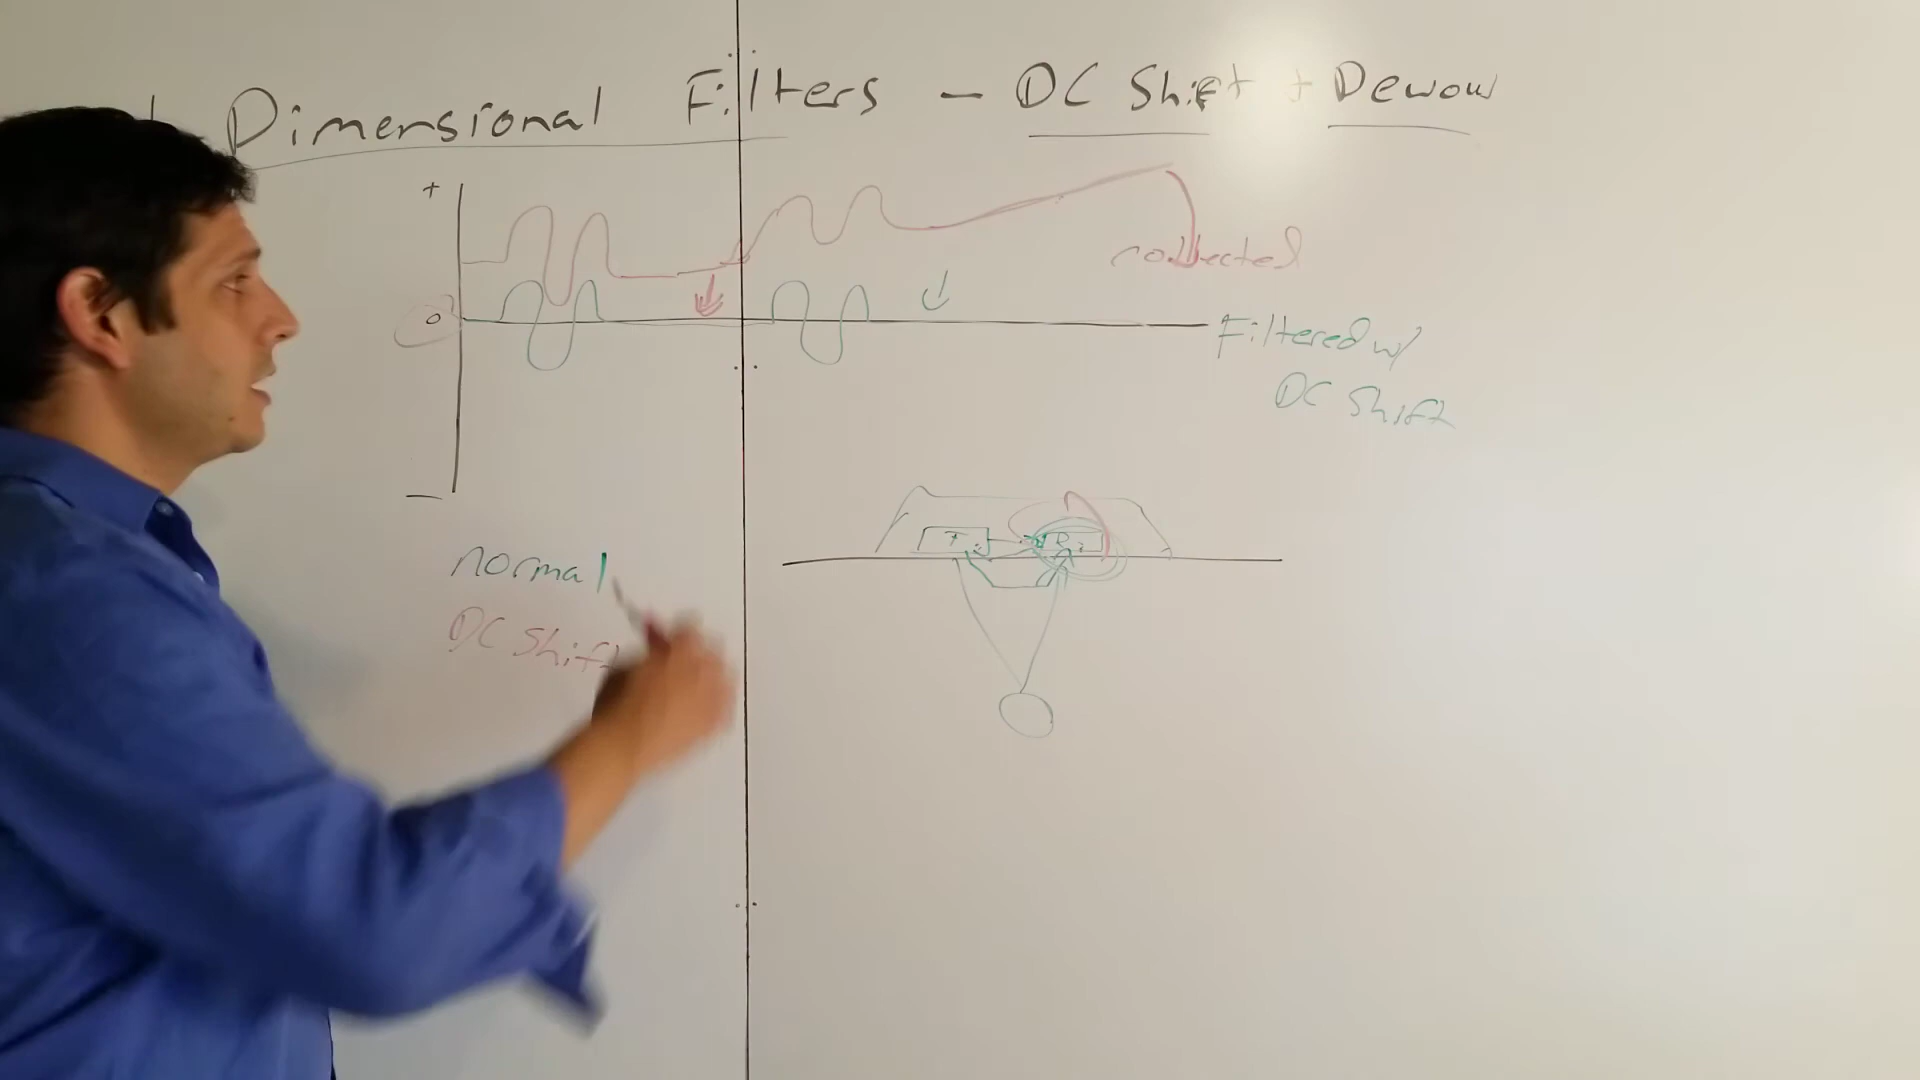 Dimensional Filters - DC Shift + Dewow
+
collected
0
Filtered w/
DC Shift
-
T
R
normal
DC Shift